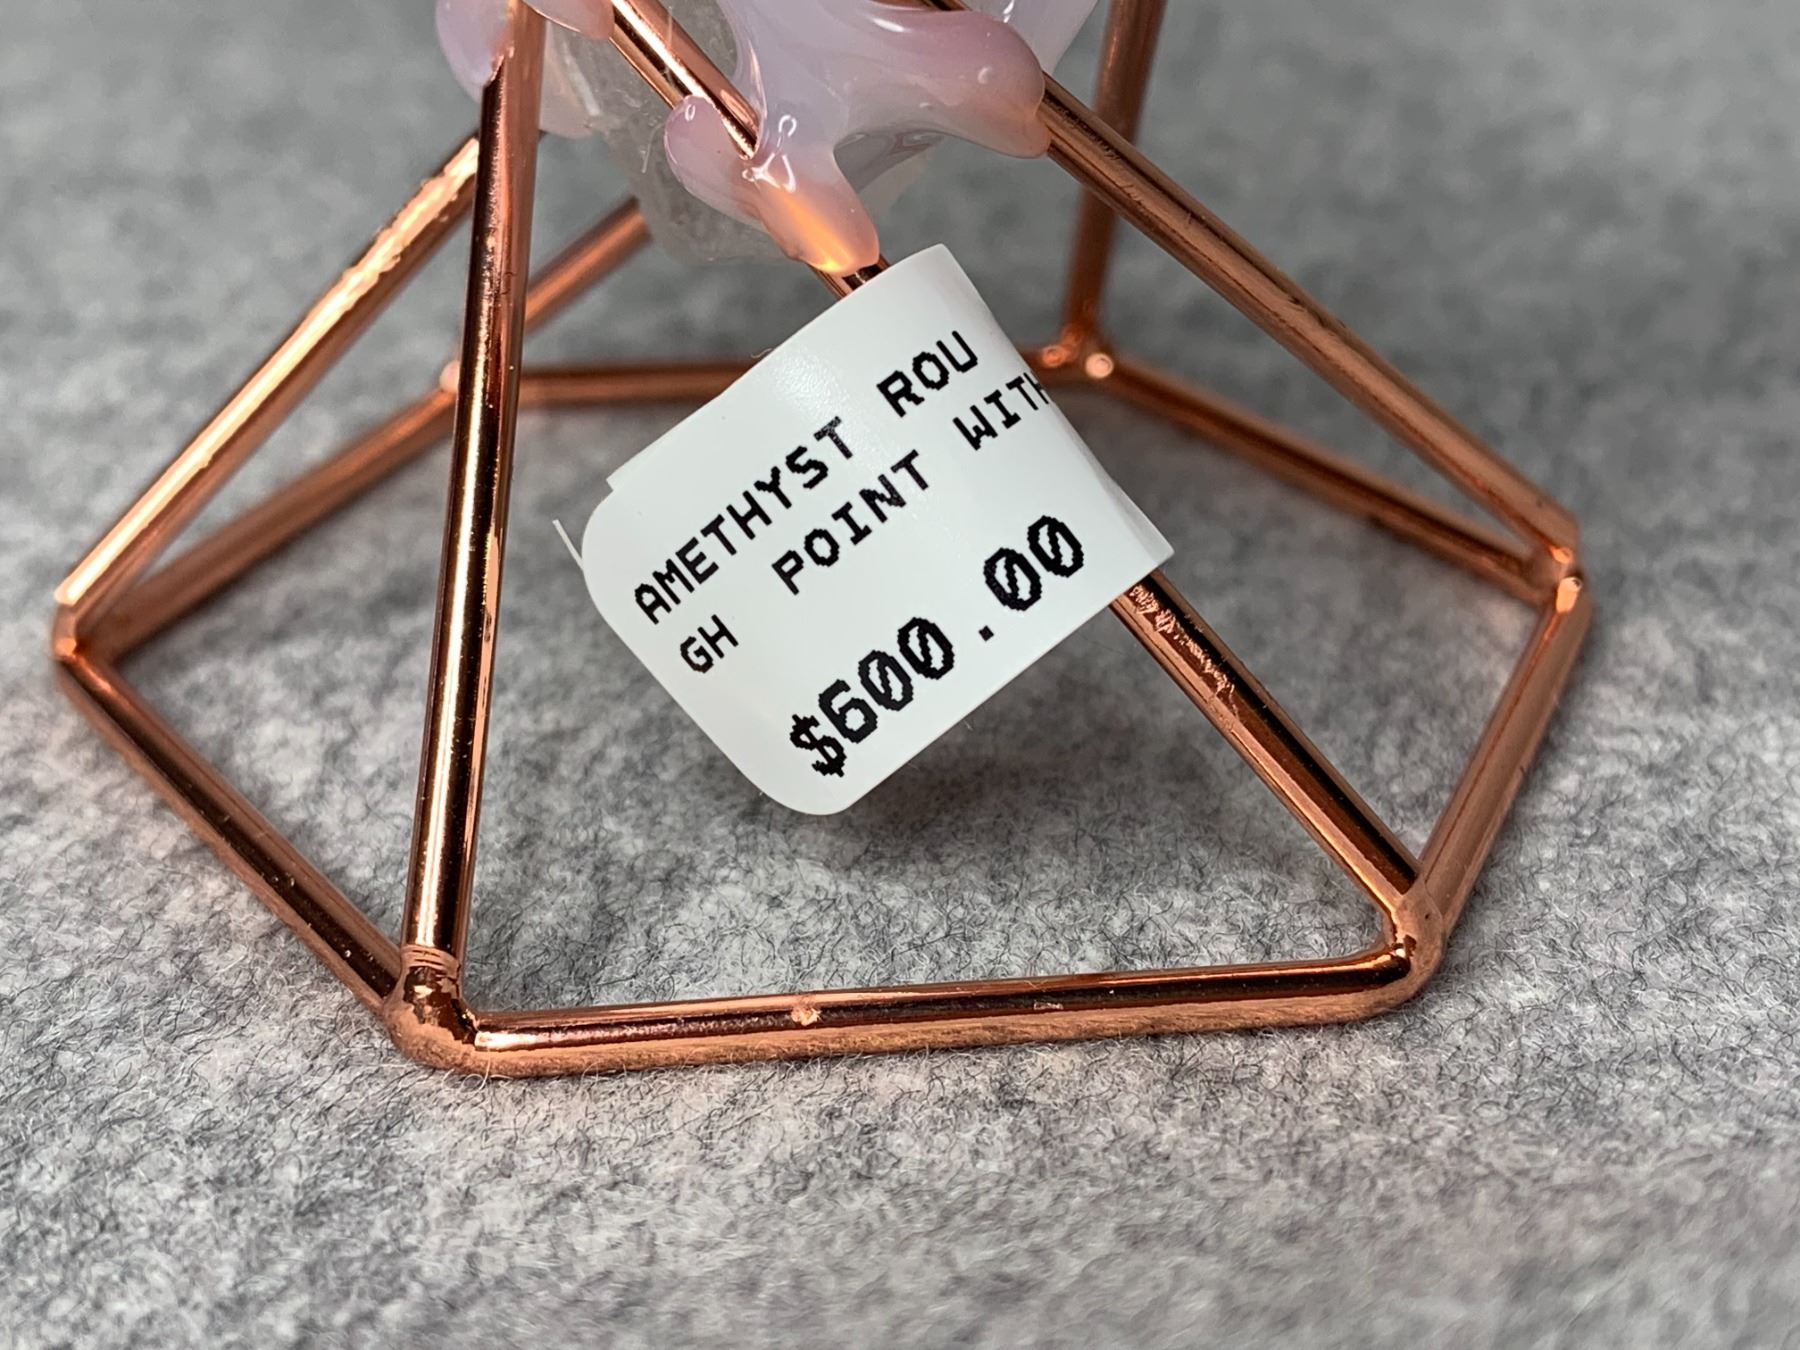 AMETHYST ROU
GH POINT WITH
$600.00